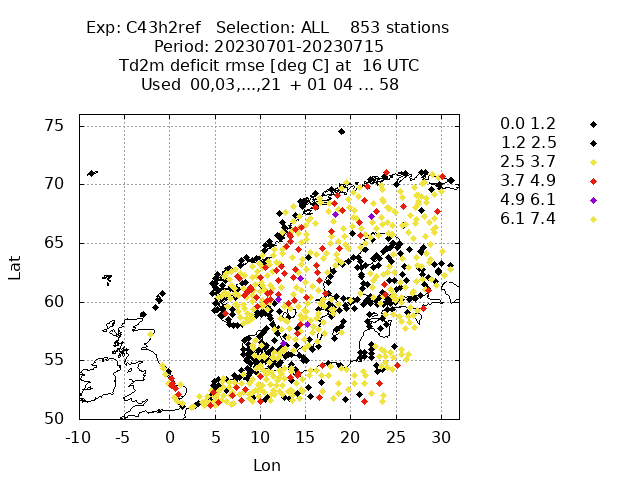 Exp: C43h2ref   Selection: ALL    853 stations
Period: 20230701-20230715
Td2m deficit rmse [deg C] at  16 UTC
Used  00,03,...,21  + 01 04 ... 58
0.0 1.2
1.2 2.5
2.5 3.7
3.7 4.9
4.9 6.1
6.1 7.4
Lat
75
70
65
60
55
50
-10 -5 0 5 10 15 20 25 30
Lon